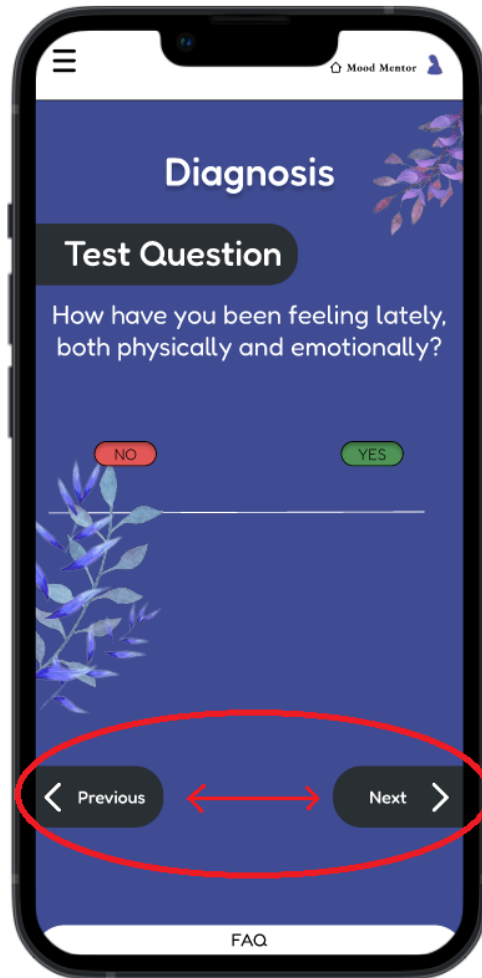 Mood Mentor
Diagnosis
Test Question
How have you been feeling lately,
both physically and emotionally?
NO YES
Previous Next
FAQ